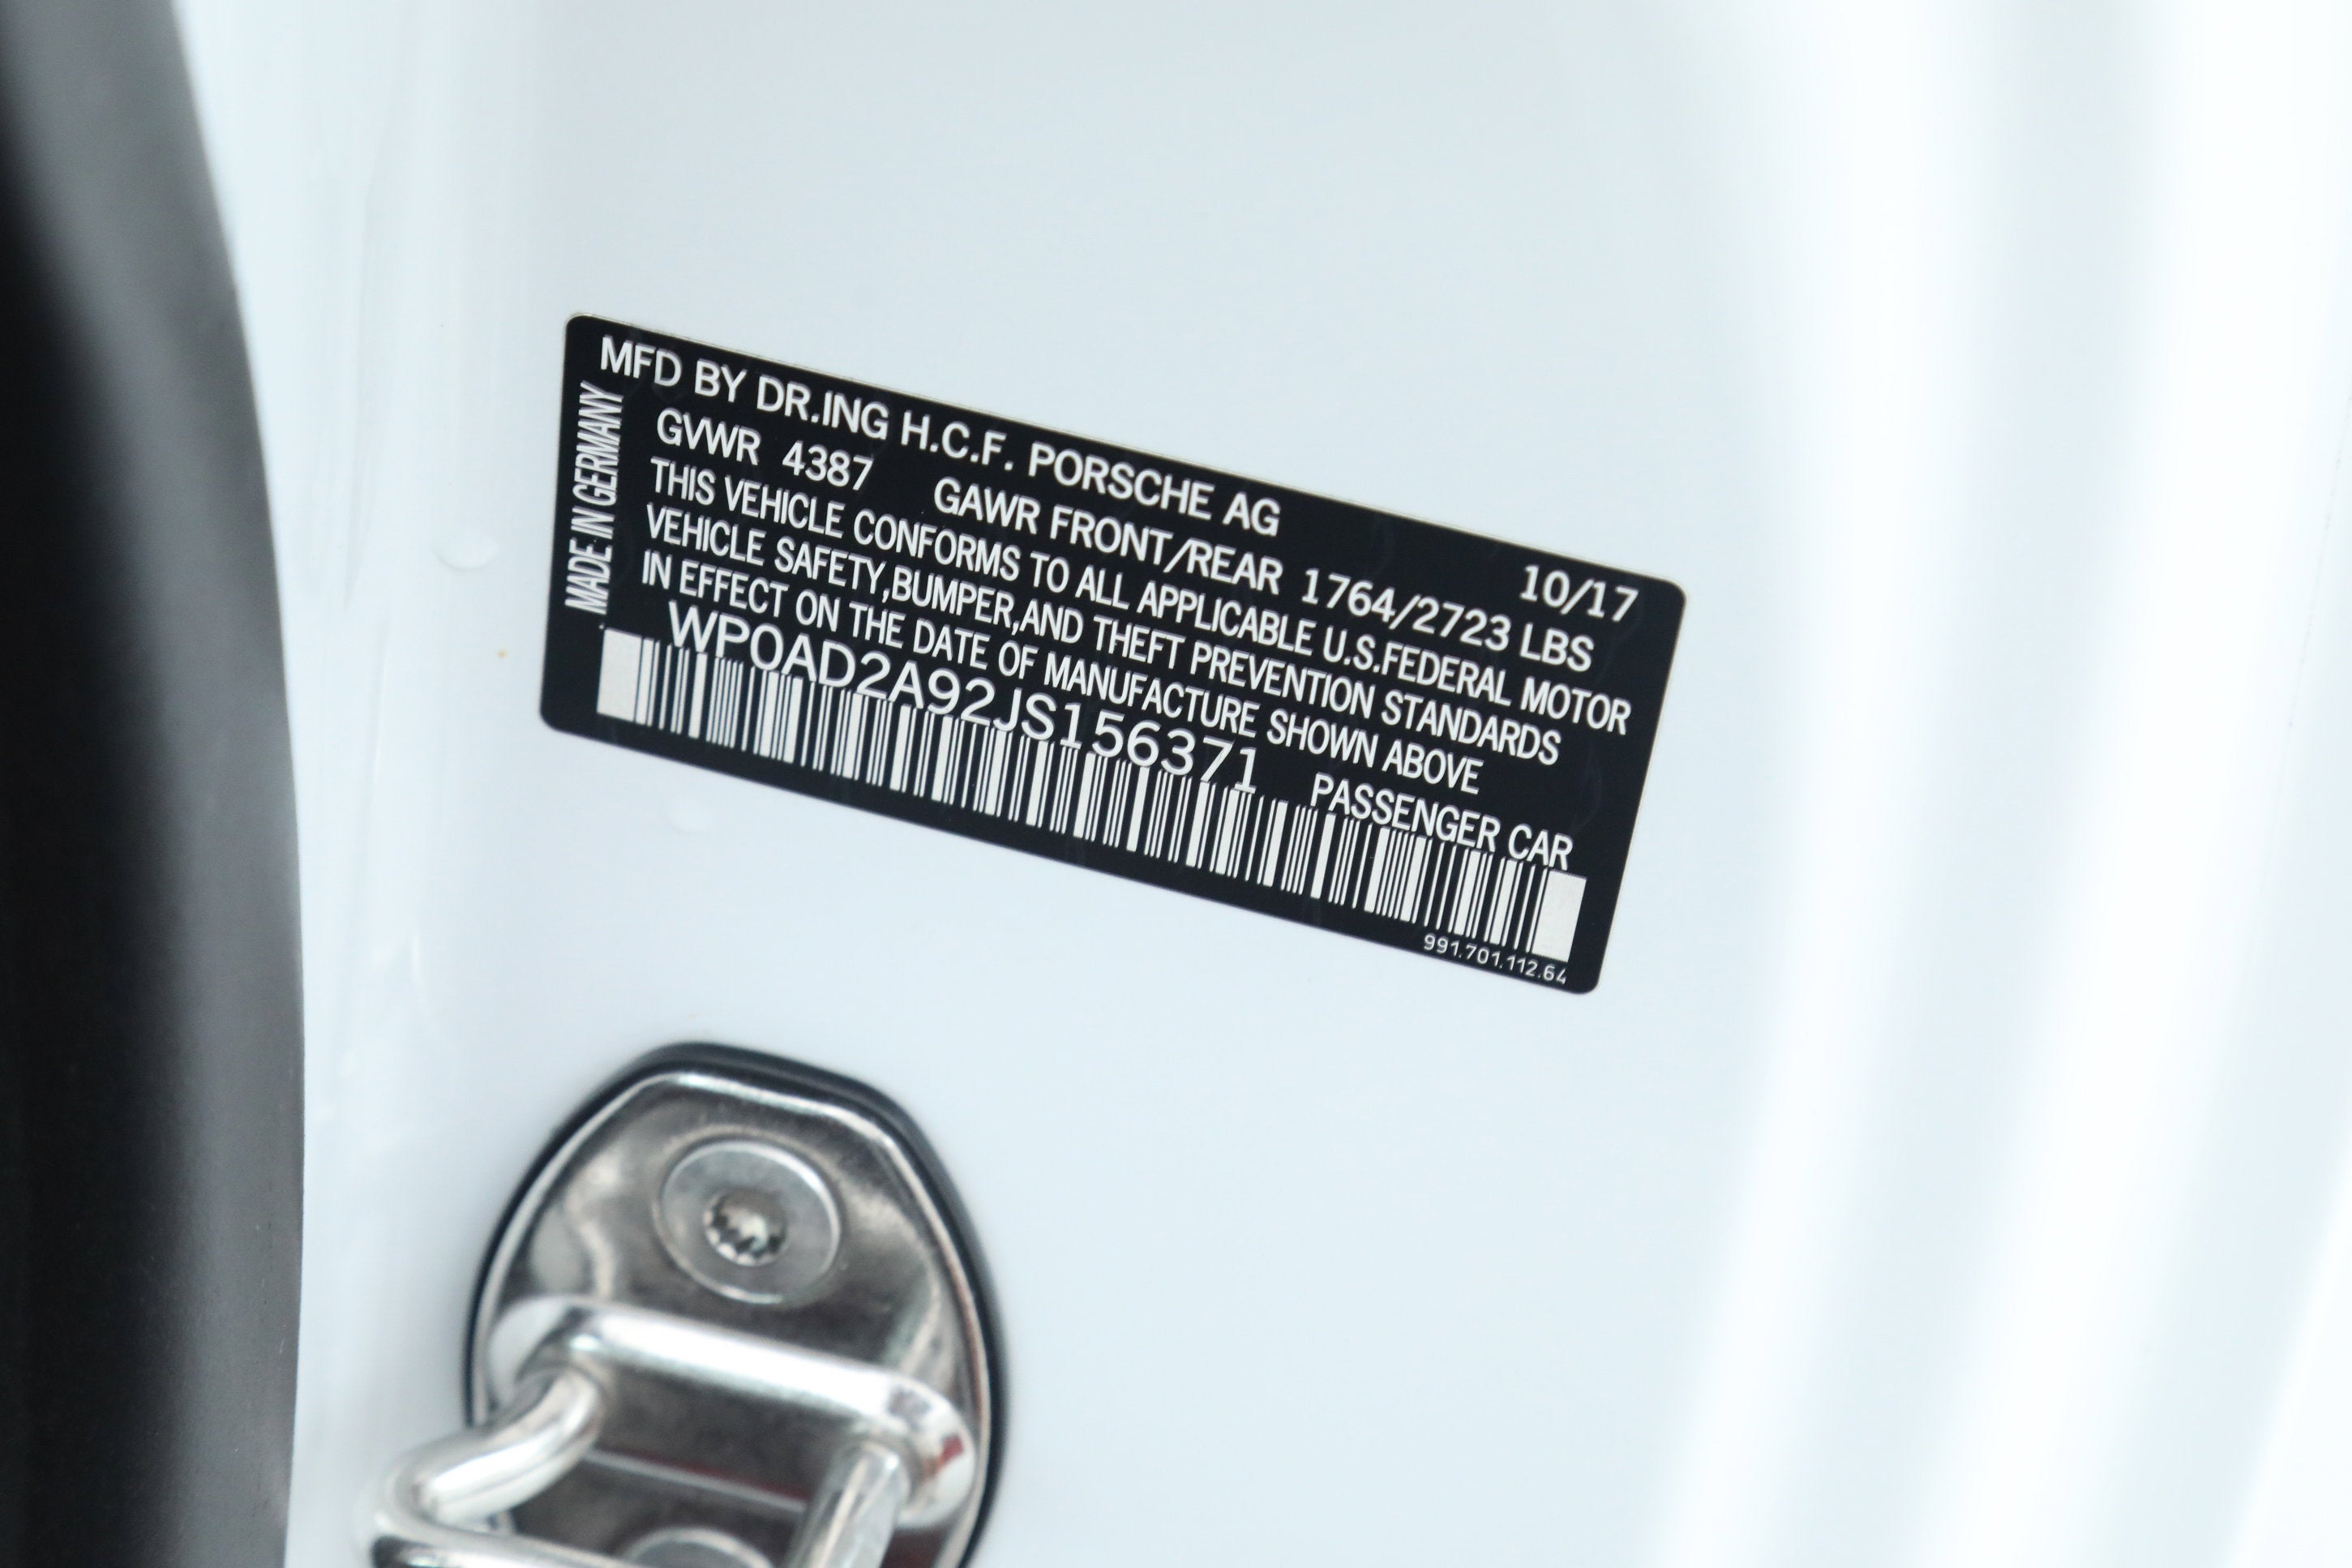 MFD BY DR.ING H.C.F. PORSCHE AG
10/17
GVWR 4387 GAWR FRONT/REAR 1764/2723 LBS
THIS VEHICLE CONFORMS TO ALL APPLICABLE U.S.FEDERAL MOTOR
VEHICLE SAFETY,BUMPER,AND THEFT PREVENTION STANDARDS
IN EFFECT ON THE DATE OF MANUFACTURE SHOWN ABOVE
WP0AD2A92JS156371 PASSENGER CAR
991.701.112.64
MADE IN GERMANY